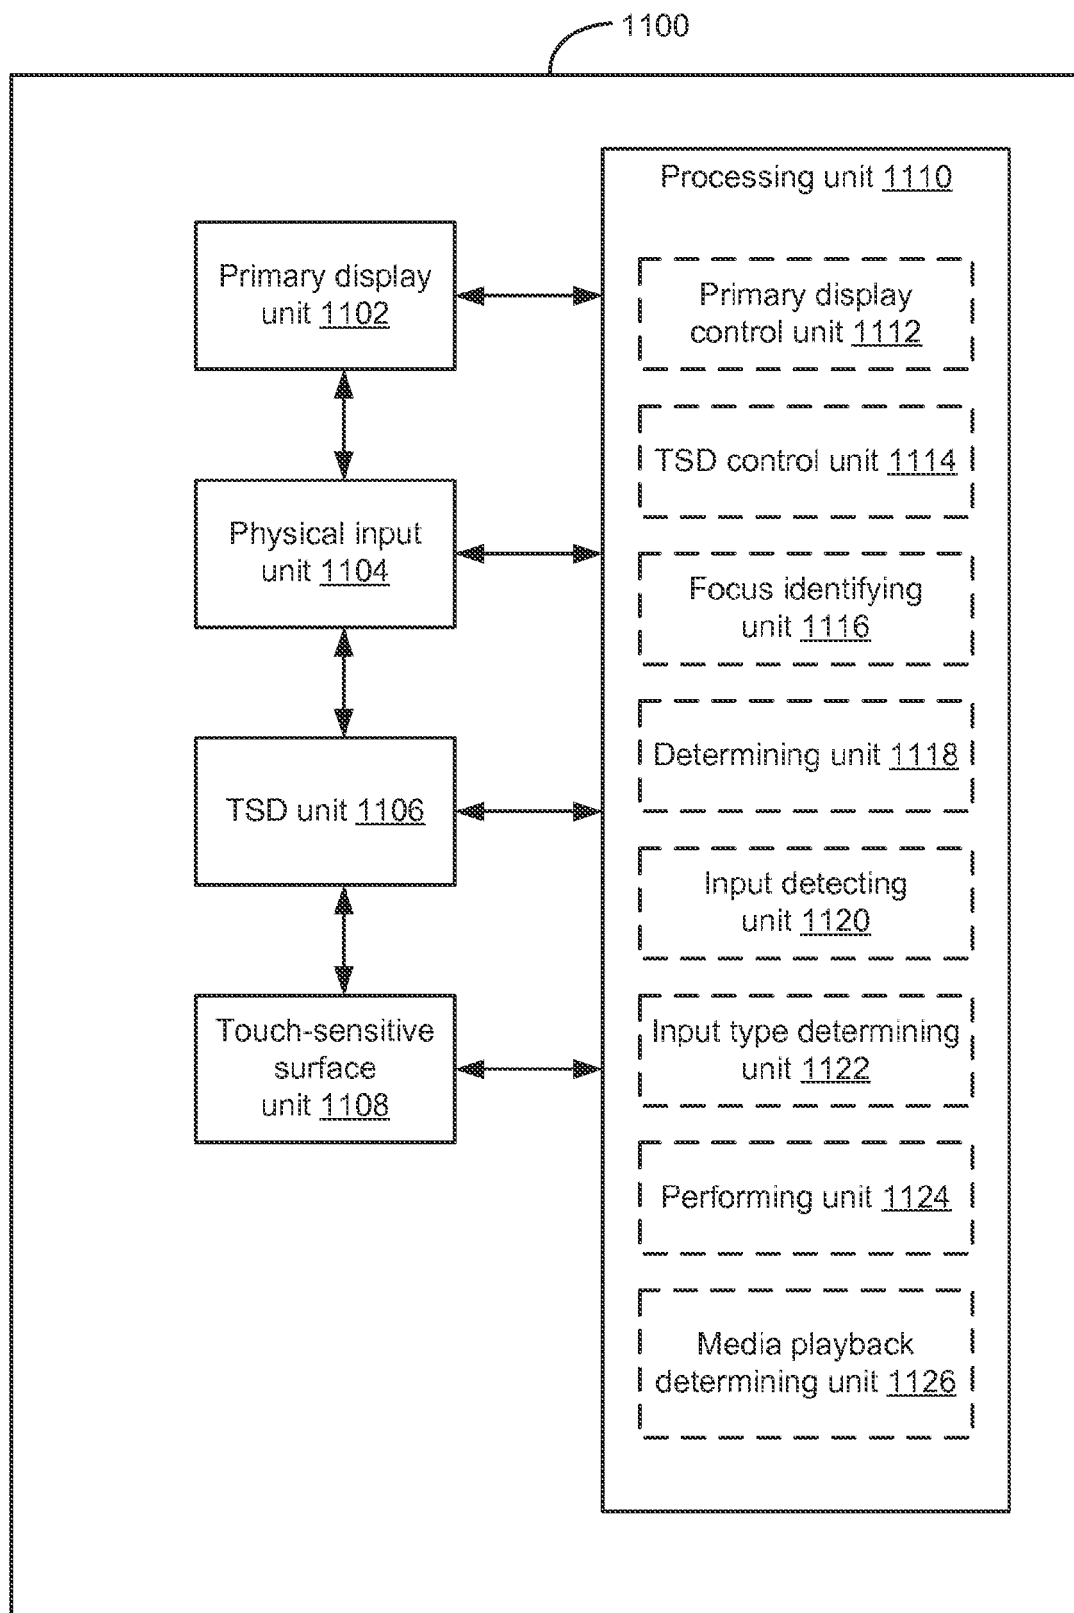 1100
Processing unit 1110
Primary display
unit 1102
Physical input
unit 1104
TSD unit 1106
Touch-sensitive
surface
unit 1108
Primary display
control unit 1112
TSD control unit 1114
Focus identifying
unit 1116
Determining unit 1118
Input detecting
unit 1120
Input type determining
unit 1122
Performing unit 1124
Media playback
determining unit 1126